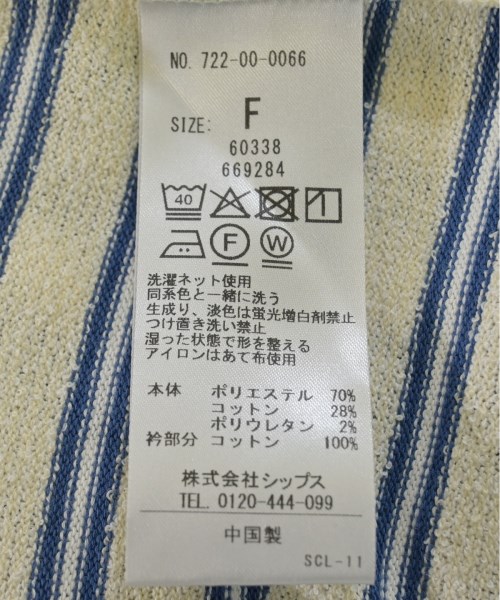 NO. 722-00-0066
SIZE: F
60338
669284
40
F W
洗濯ネット使用
同系色と一緒に洗う
生成り、淡色は蛍光増白剤禁止
つけ置き洗い禁止
湿った状態で形を整える
アイロンはあて布使用
本体 ポリエステル 70%
コットン 28%
ポリウレタン 2%
衿部分 コットン 100%
株式会社シップス
TEL. 0120-444-099
中国製
SCL-11